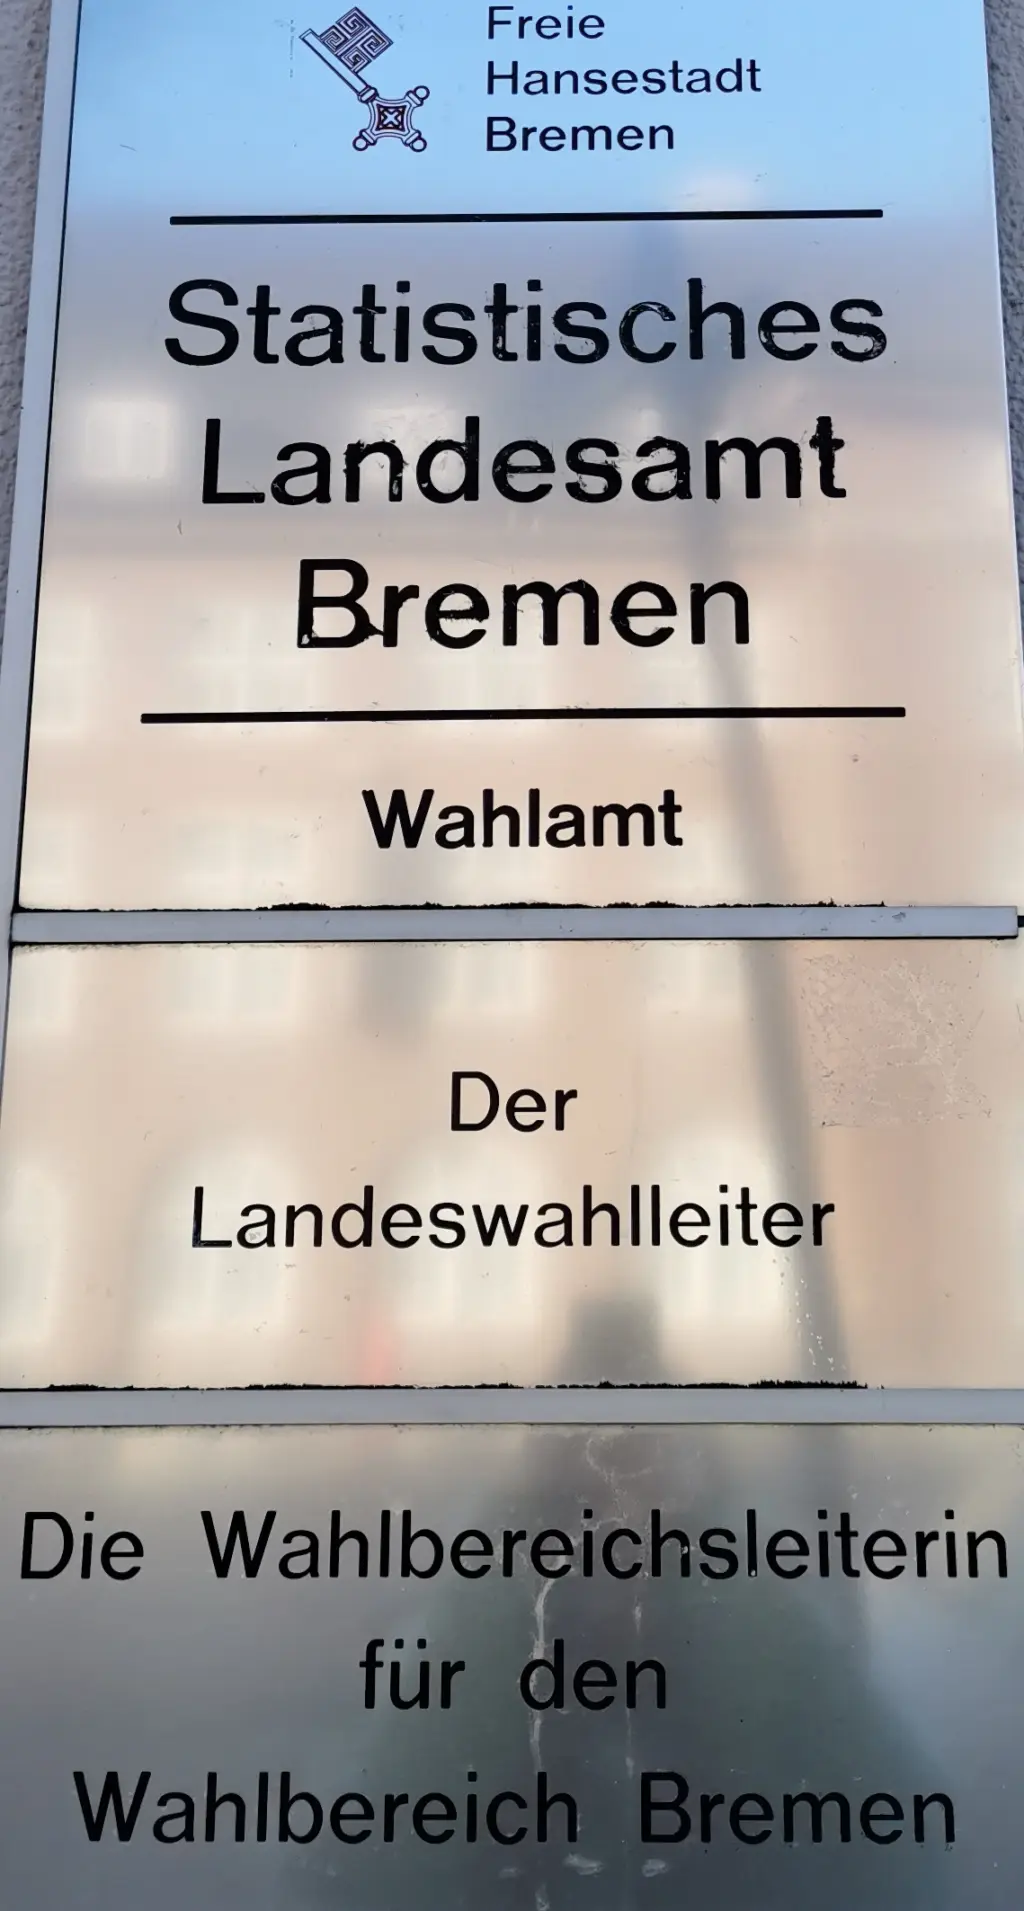 Freie
Hansestadt
Bremen
Statistisches
Landesamt
Bremen
Wahlamt
Der
Landeswahlleiter
Die Wahlbereichsleiterin
für den
Wahlbereich Bremen